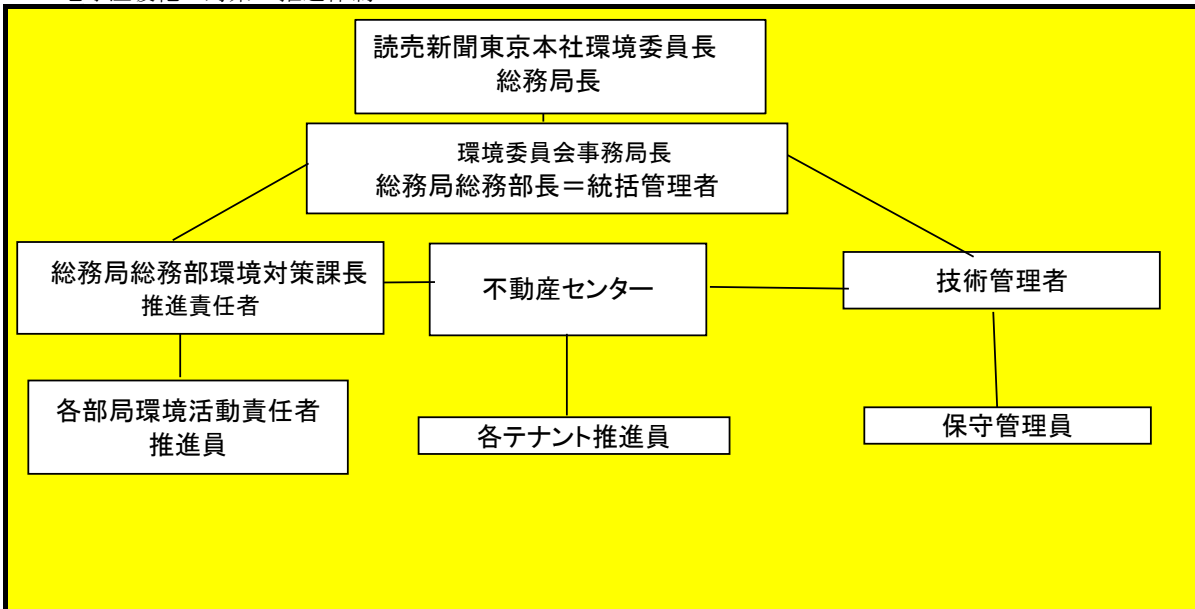 読売新聞東京本社環境委員長
総務局長
環境委員会事務局長
総務局総務部長＝統括管理者
総務局総務部環境対策課長
推進責任者
不動産センター
技術管理者
各部局環境活動責任者
推進員
各テナント推進員
保守管理員